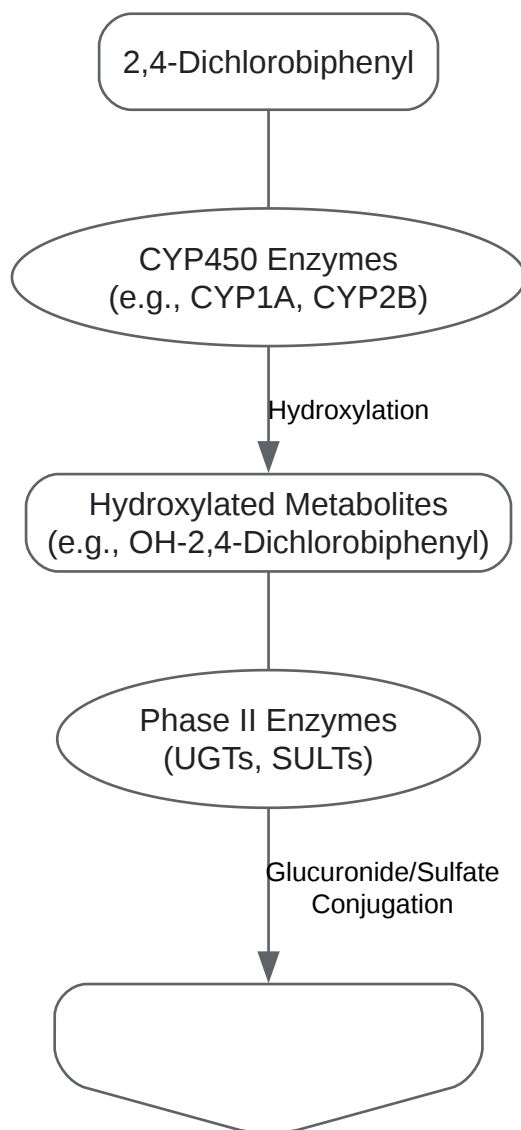 2,4-Dichlorobiphenyl
CYP450 Enzymes
(e.g., CYP1A, CYP2B)
Hydroxylation
Hydroxylated Metabolites
(e.g., OH-2,4-Dichlorobiphenyl)
Phase II Enzymes
(UGTs, SULTs)
Glucuronide/Sulfate
Conjugation